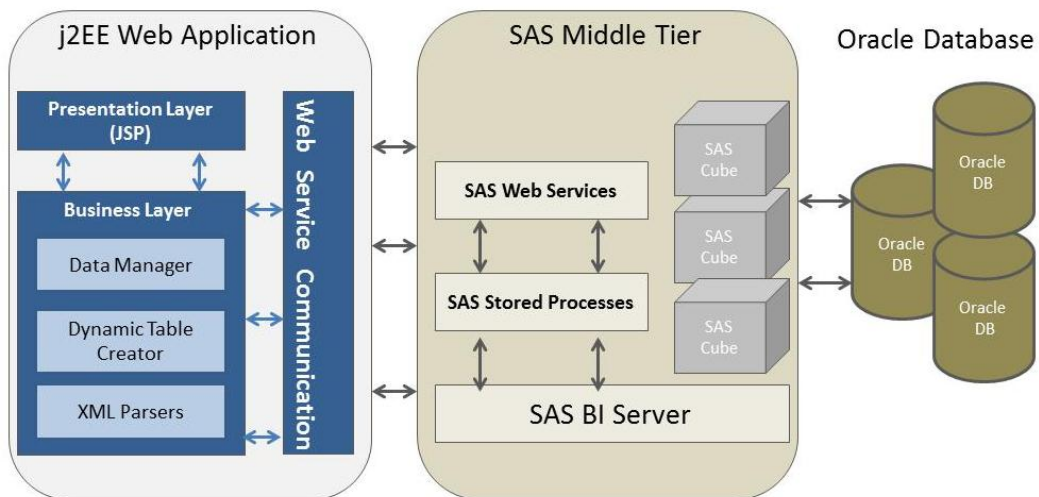 j2EE Web Application
Presentation Layer
(JSP)
Business Layer
Data Manager
Dynamic Table
Creator
XML Parsers
Web Service Communication
SAS Middle Tier
SAS Web Services
SAS Stored Processes
SAS BI Server
SAS
Cube
SAS
Cube
SAS
Cube
Oracle Database
Oracle
DB
Oracle
DB
Oracle
DB